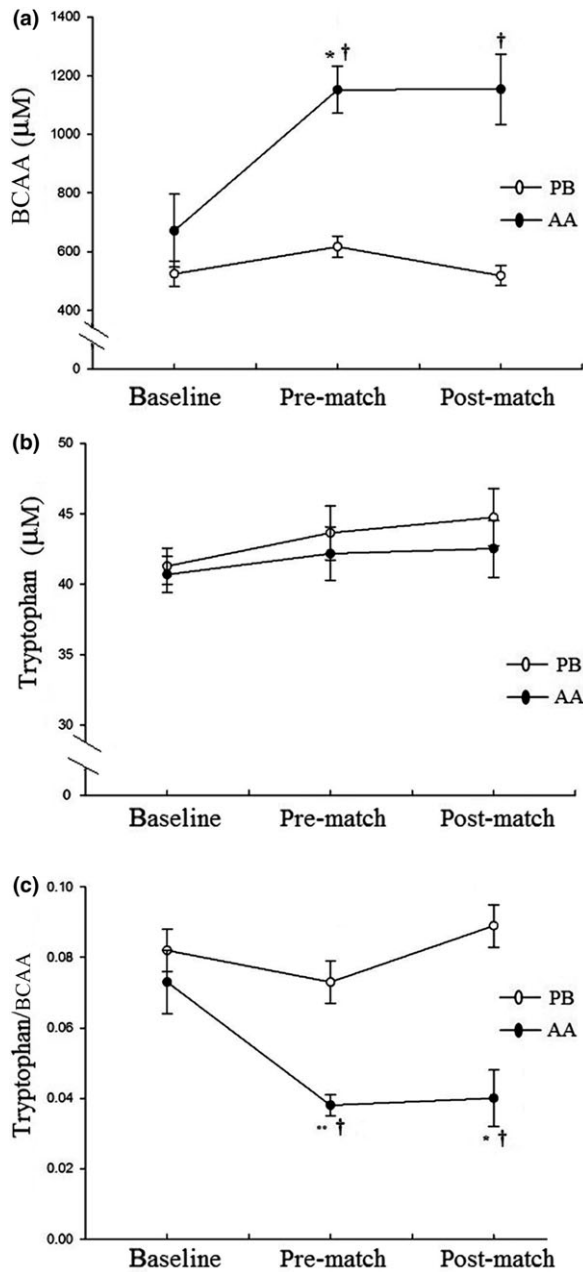 (a)
1400
1200
1000
800
600
400
0
BCAA (µM)
* †
†
PB
AA
Baseline Pre-match Post-match
(b)
50
45
40
35
30
0
Tryptophan (µM)
PB
AA
Baseline Pre-match Post-match
(c)
0.10
0.08
0.06
0.04
0.02
0.00
Tryptophan/BCAA
PB
AA
** †
* †
Baseline Pre-match Post-match